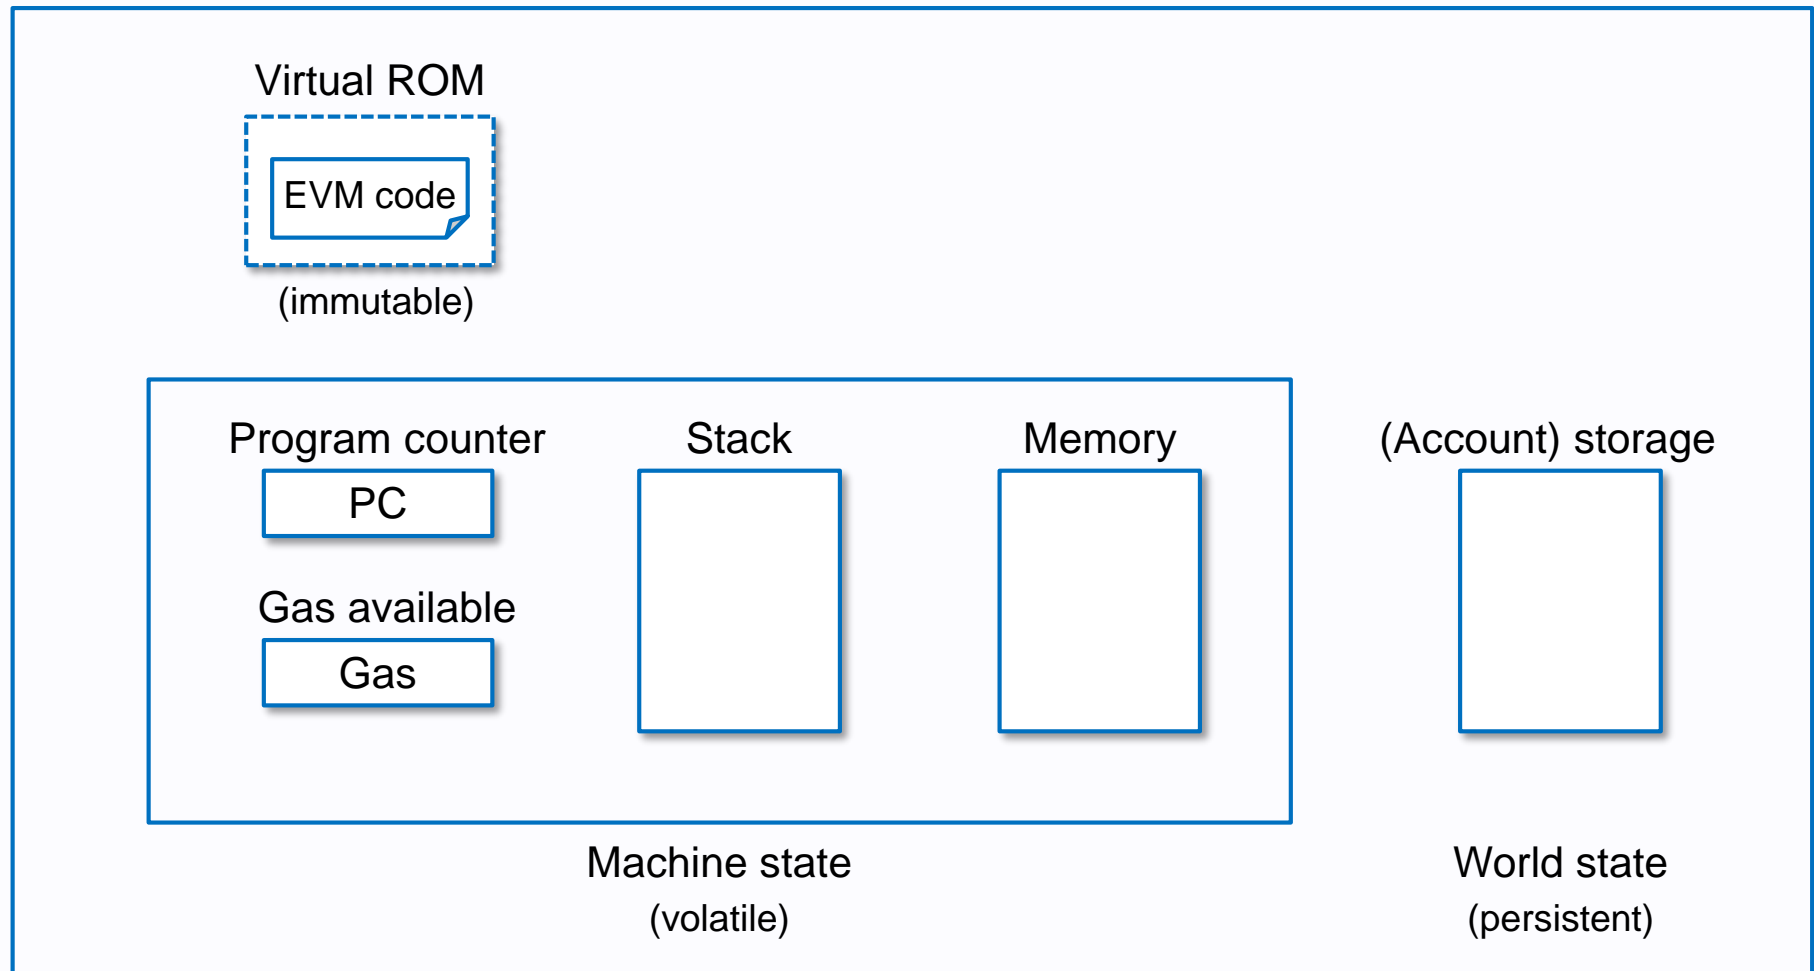 Virtual ROM
EVM code
(immutable)
Program counter
PC
Gas available
Gas
Stack
Memory
(Account) storage
Machine state
(volatile)
World state
(persistent)